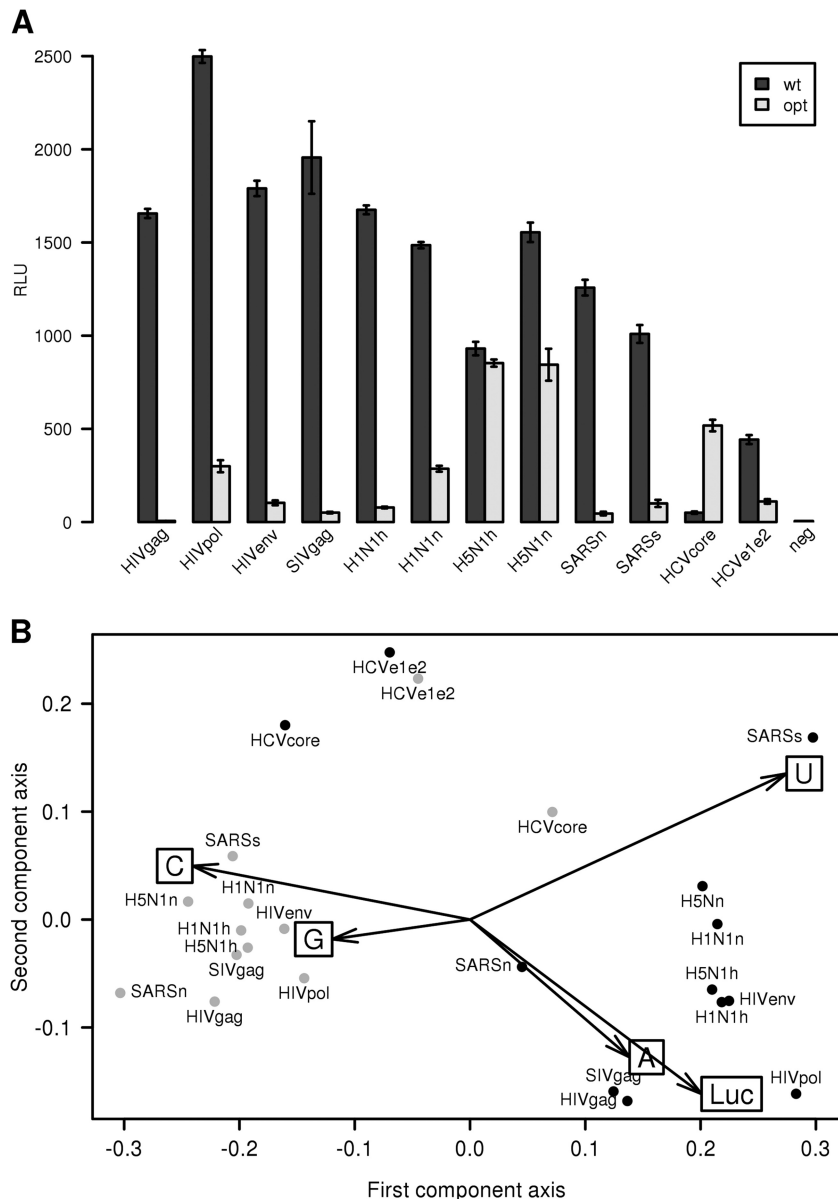 A
2500
2000
1500
1000
500
0
RLU
wt
opt
HIVgag
HIVpol
HIVenv
SIVgag
H1N1h
H1N1n
H5N1h
H5N1n
SARSn
SARSs
HCVcore
HCVe1e2
neg
B
Second component axis
0.2
0.1
0.0
-0.1
HCVe1e2
HCVe1e2
HCVcore
SARSs
U
HCVcore
SARSs
C
H1N1n
H5N1n
HIVenv
H5Nn
H1N1h
G
H1N1n
H5N1h
SIVgag
SARSn
H5N1h
HIVpol
SARSn
HIVenv
HIVgag
H1N1h
A
SIVgag
HIVpol
Luc
HIVgag
-0.3
-0.2
-0.1
0.0
0.1
0.2
0.3
First component axis